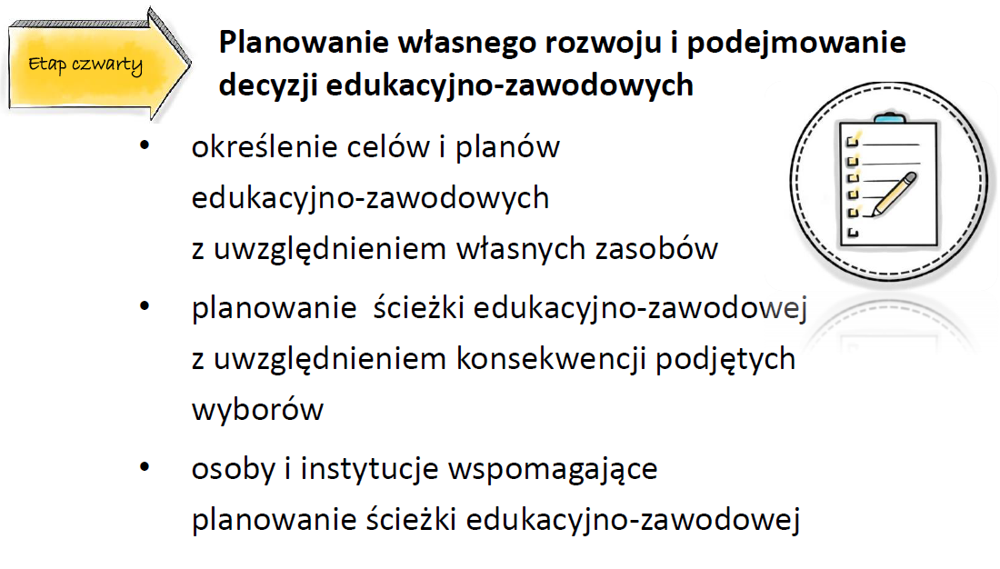 Etap czwarty
Planowanie własnego rozwoju i podejmowanie
decyzji edukacyjno-zawodowych
• określenie celów i planów
edukacyjno-zawodowych
z uwzględnieniem własnych zasobów
• planowanie  ścieżki edukacyjno-zawodowej
z uwzględnieniem konsekwencji podjętych
wyborów
• osoby i instytucje wspomagające
planowanie ścieżki edukacyjno-zawodowej